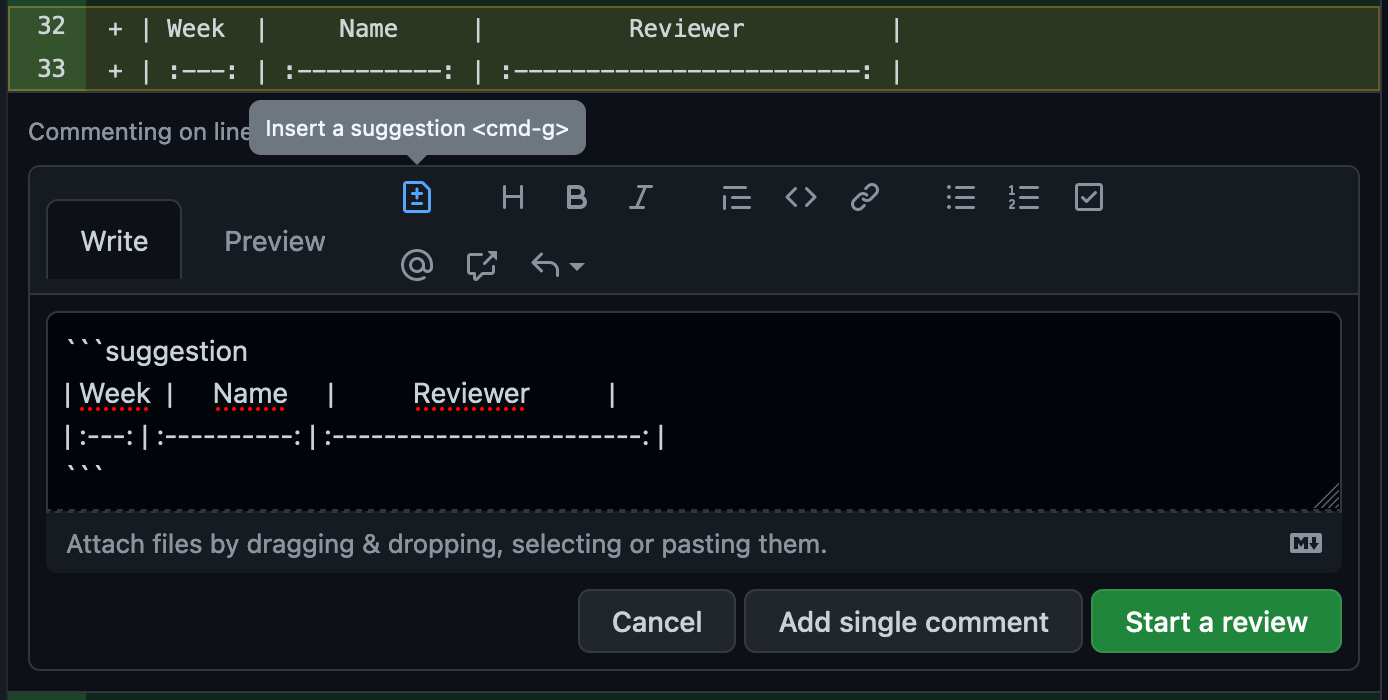 32 + | Week  |     Name     |          Reviewer          |
33 + | :---: | :----------: | :------------------------: |
Commenting on line
Insert a suggestion <cmd-g>
Write
Preview
H B I
@
```suggestion
| Week  |     Name     |          Reviewer          |
| :---: | :----------: | :------------------------: |
```
Attach files by dragging & dropping, selecting or pasting them.
M
Cancel
Add single comment
Start a review